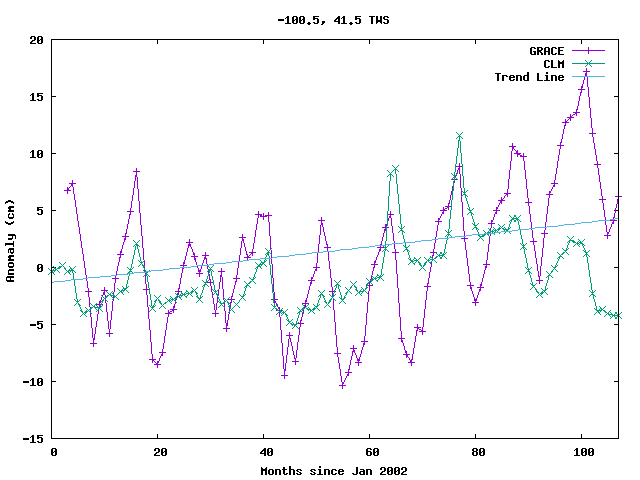 -100.5, 41.5 TWS
20
15
10
5
0
-5
-10
-15
Anomaly (cm)
GRACE
CLM
Trend Line
0 20 40 60 80 100
Months since Jan 2002